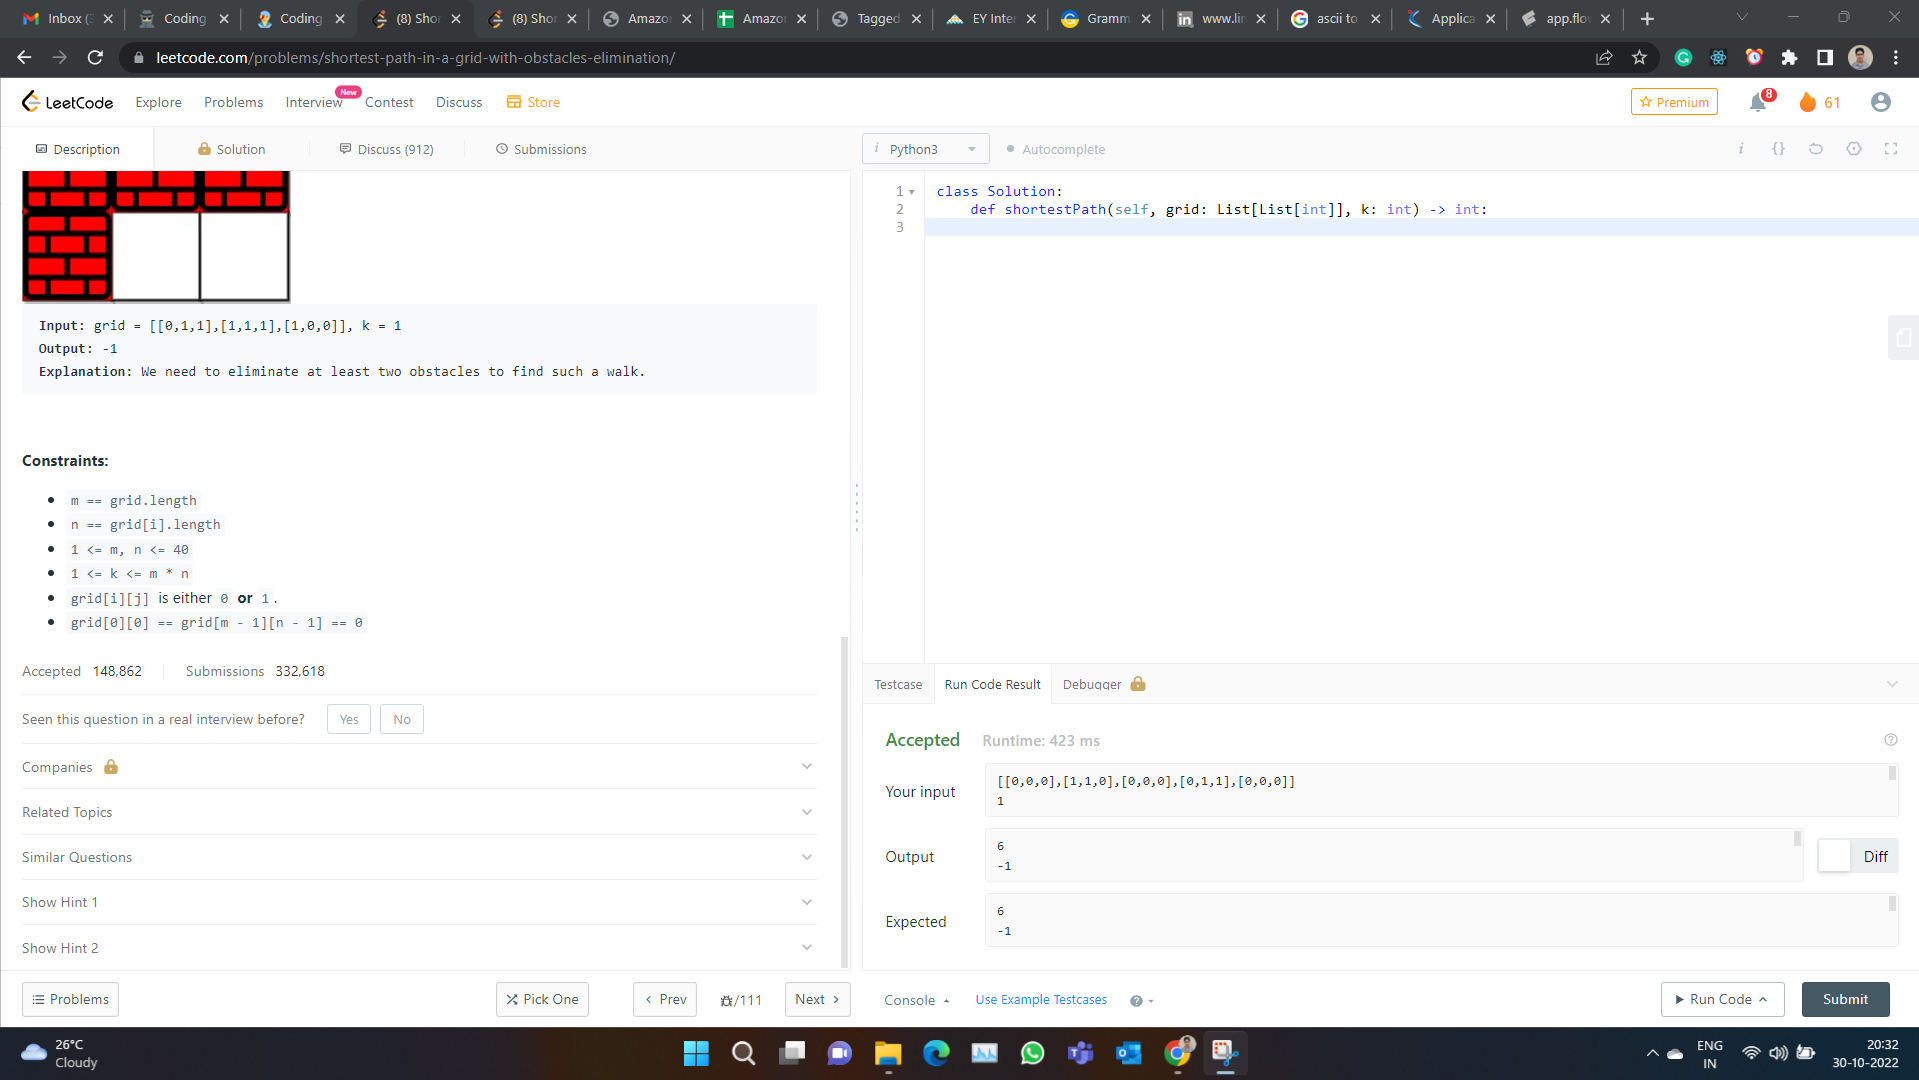 Inbox (3
Coding
Coding
(8) Shor
(8) Shor
Amazo
Amazor
Tagged
EY Inter
Gramm
www.lin
ascii to
Applica
app.flo
leetcode.com/problems/shortest-path-in-a-grid-with-obstacles-elimination/
LeetCode
Explore
Problems
Interview
New
Contest
Discuss
Store
Premium
8
61
Description
Solution
Discuss (912)
Submissions
i Python3
Autocomplete
i
{}
Input: grid = [[0,1,1],[1,1,1],[1,0,0]], k = 1
Output: -1
Explanation: We need to eliminate at least two obstacles to find such a walk.
Constraints:
m == grid.length
n == grid[i].length
1 <= m, n <= 40
1 <= k <= m * n
grid[i][j] is either 0 or 1.
grid[0][0] == grid[m - 1][n - 1] == 0
Accepted 148,862 Submissions 332,618
Seen this question in a real interview before? Yes No
Companies
Related Topics
Similar Questions
Show Hint 1
Show Hint 2
Problems
Pick One
Prev
/111
Next
1 class Solution:
2     def shortestPath(self, grid: List[List[int]], k: int) -> int:
3
Testcase
Run Code Result
Debugger
Accepted Runtime: 423 ms
Your input
[[0,0,0],[1,1,0],[0,0,0],[0,1,1],[0,0,0]]
1
Output
6
-1
Diff
Expected
6
-1
Console
Use Example Testcases
Run Code
Submit
26°C
Cloudy
ENG
IN
20:32
30-10-2022